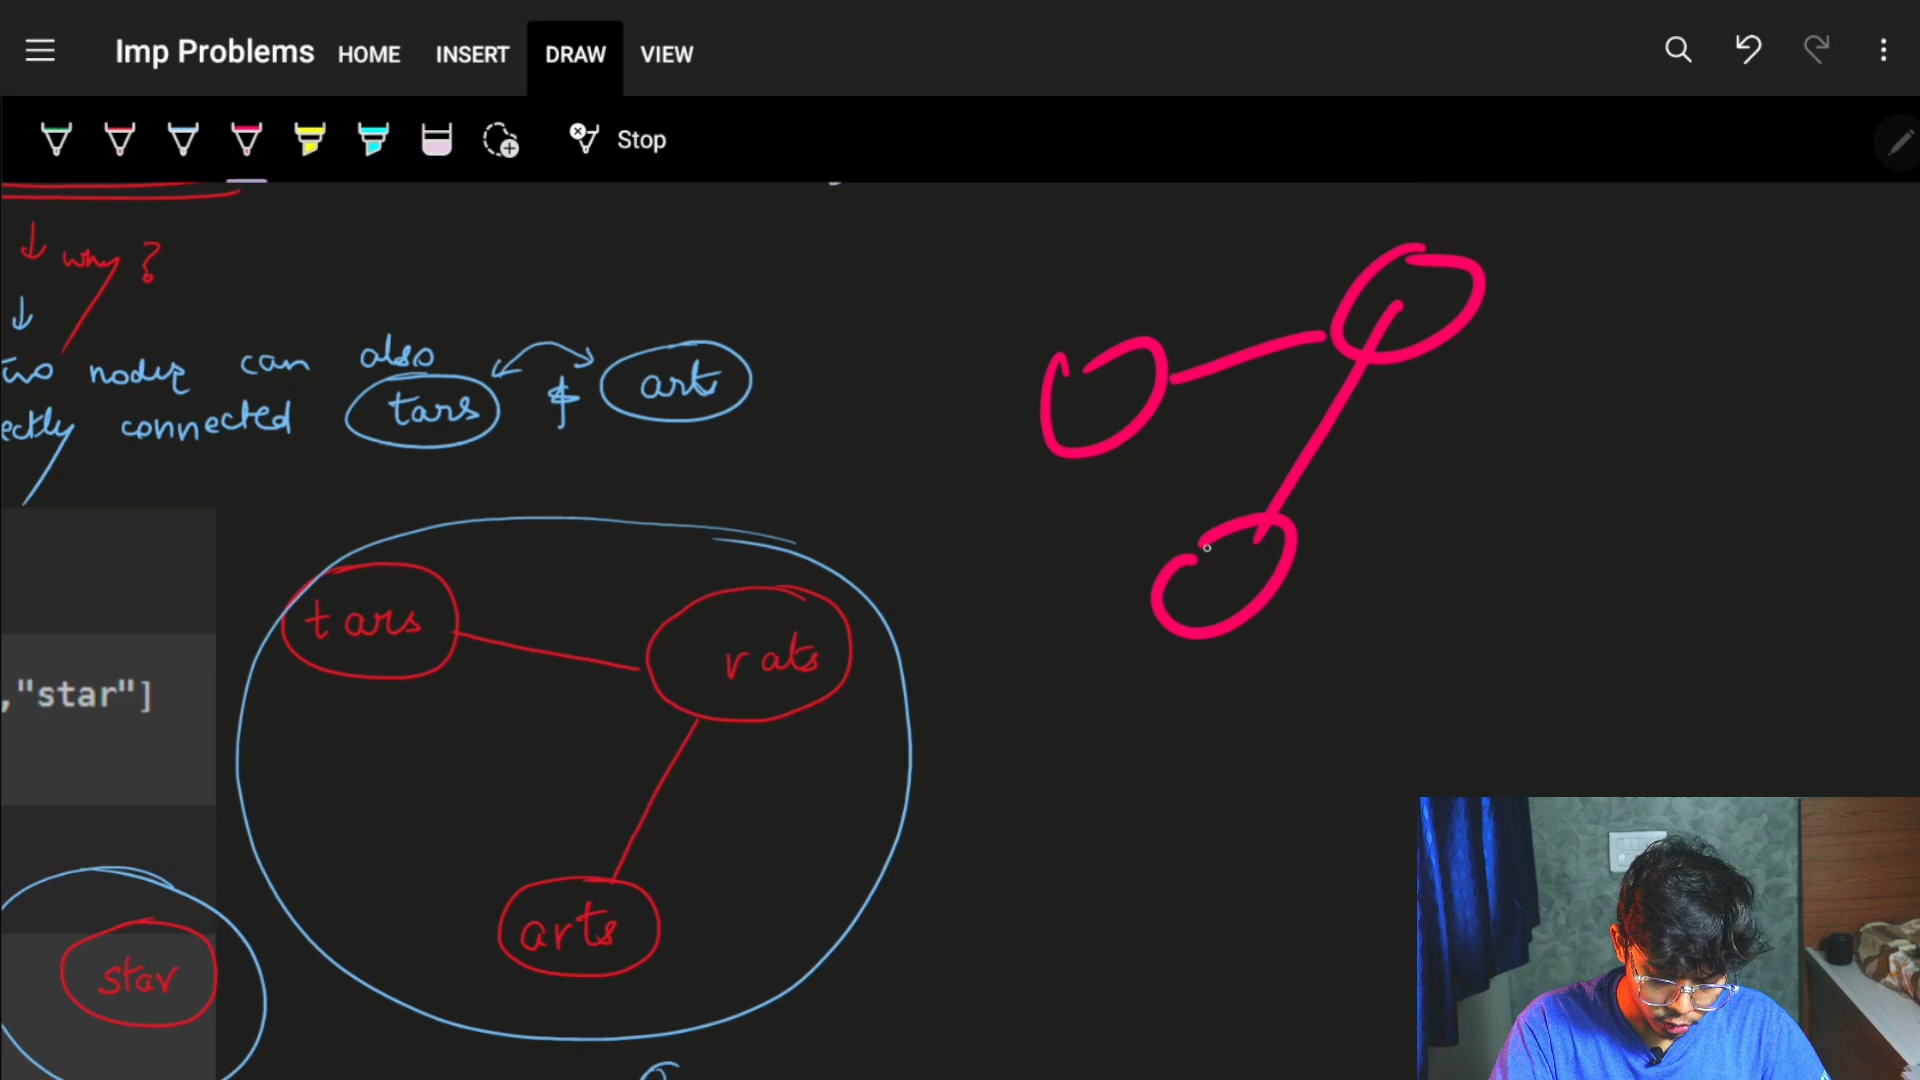 Imp Problems HOME INSERT DRAW VIEW
Stop
why ?
two nodes can also
ectly connected tars & art
tars
rats
,"star"]
arts
star